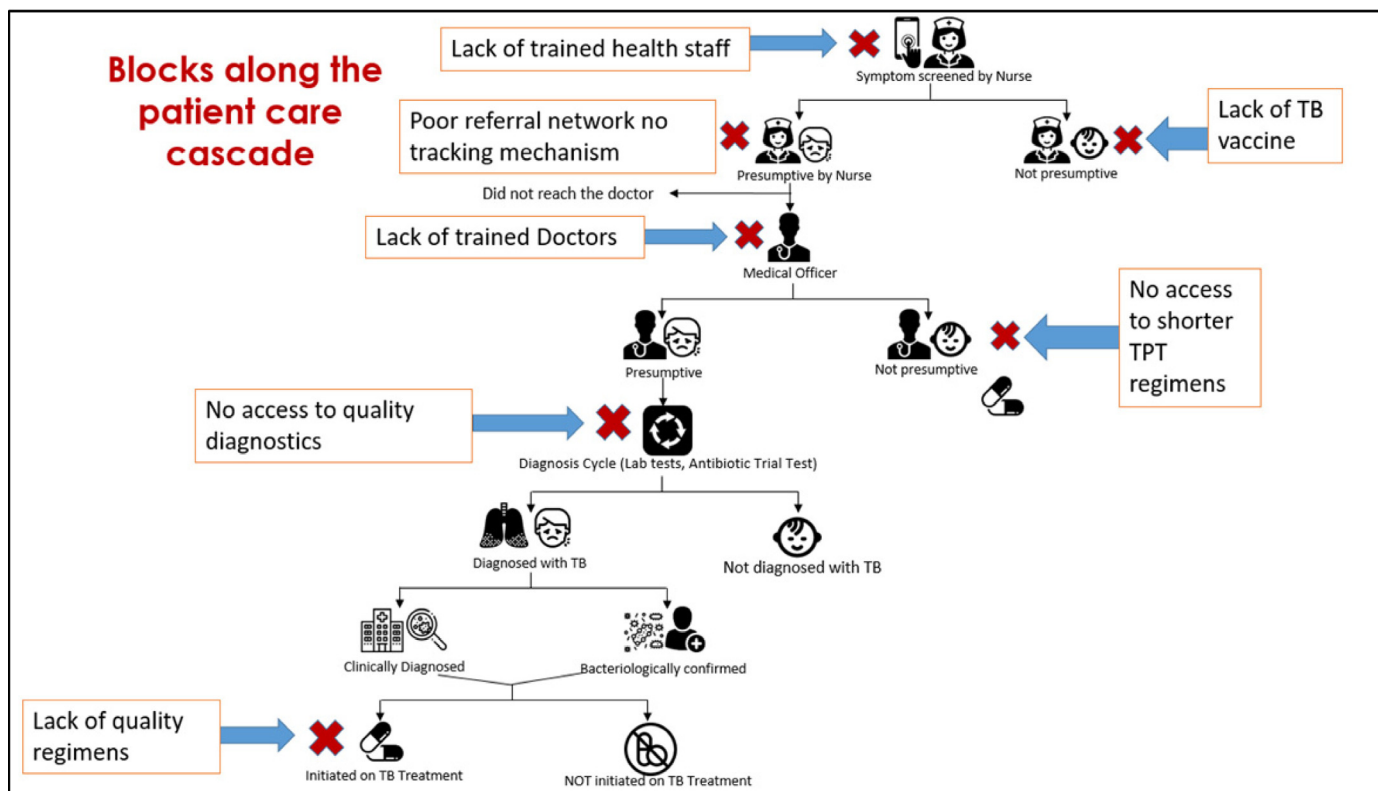 Blocks along the
patient care
cascade
Lack of trained health staff
Symptom screened by Nurse
Poor referral network no
tracking mechanism
Presumptive by Nurse
Not presumptive
Lack of TB
vaccine
Did not reach the doctor
Lack of trained Doctors
Medical Officer
Presumptive
Not presumptive
No access
to shorter
TPT
regimens
No access to quality
diagnostics
Diagnosis Cycle (Lab tests, Antibiotic Trial Test)
Diagnosed with TB
Not diagnosed with TB
Clinically Diagnosed
Bacteriologically confirmed
Lack of quality
regimens
Initiated on TB Treatment
NOT initiated on TB Treatment